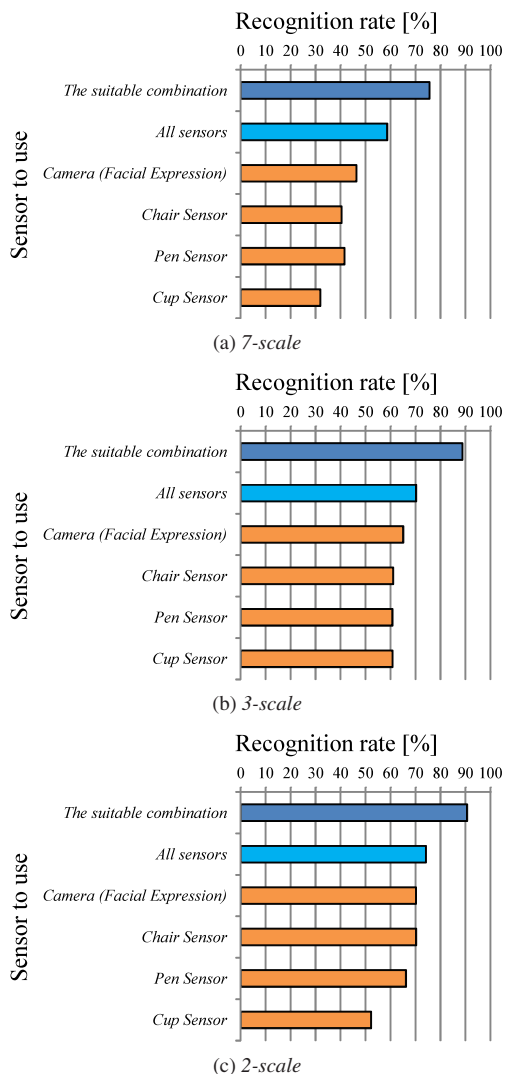 Recognition rate [%]
0 10 20 30 40 50 60 70 80 90 100
Sensor to use
The suitable combination
All sensors
Camera (Facial Expression)
Chair Sensor
Pen Sensor
Cup Sensor
(a) 7-scale
Recognition rate [%]
0 10 20 30 40 50 60 70 80 90 100
Sensor to use
The suitable combination
All sensors
Camera (Facial Expression)
Chair Sensor
Pen Sensor
Cup Sensor
(b) 3-scale
Recognition rate [%]
0 10 20 30 40 50 60 70 80 90 100
Sensor to use
The suitable combination
All sensors
Camera (Facial Expression)
Chair Sensor
Pen Sensor
Cup Sensor
(c) 2-scale